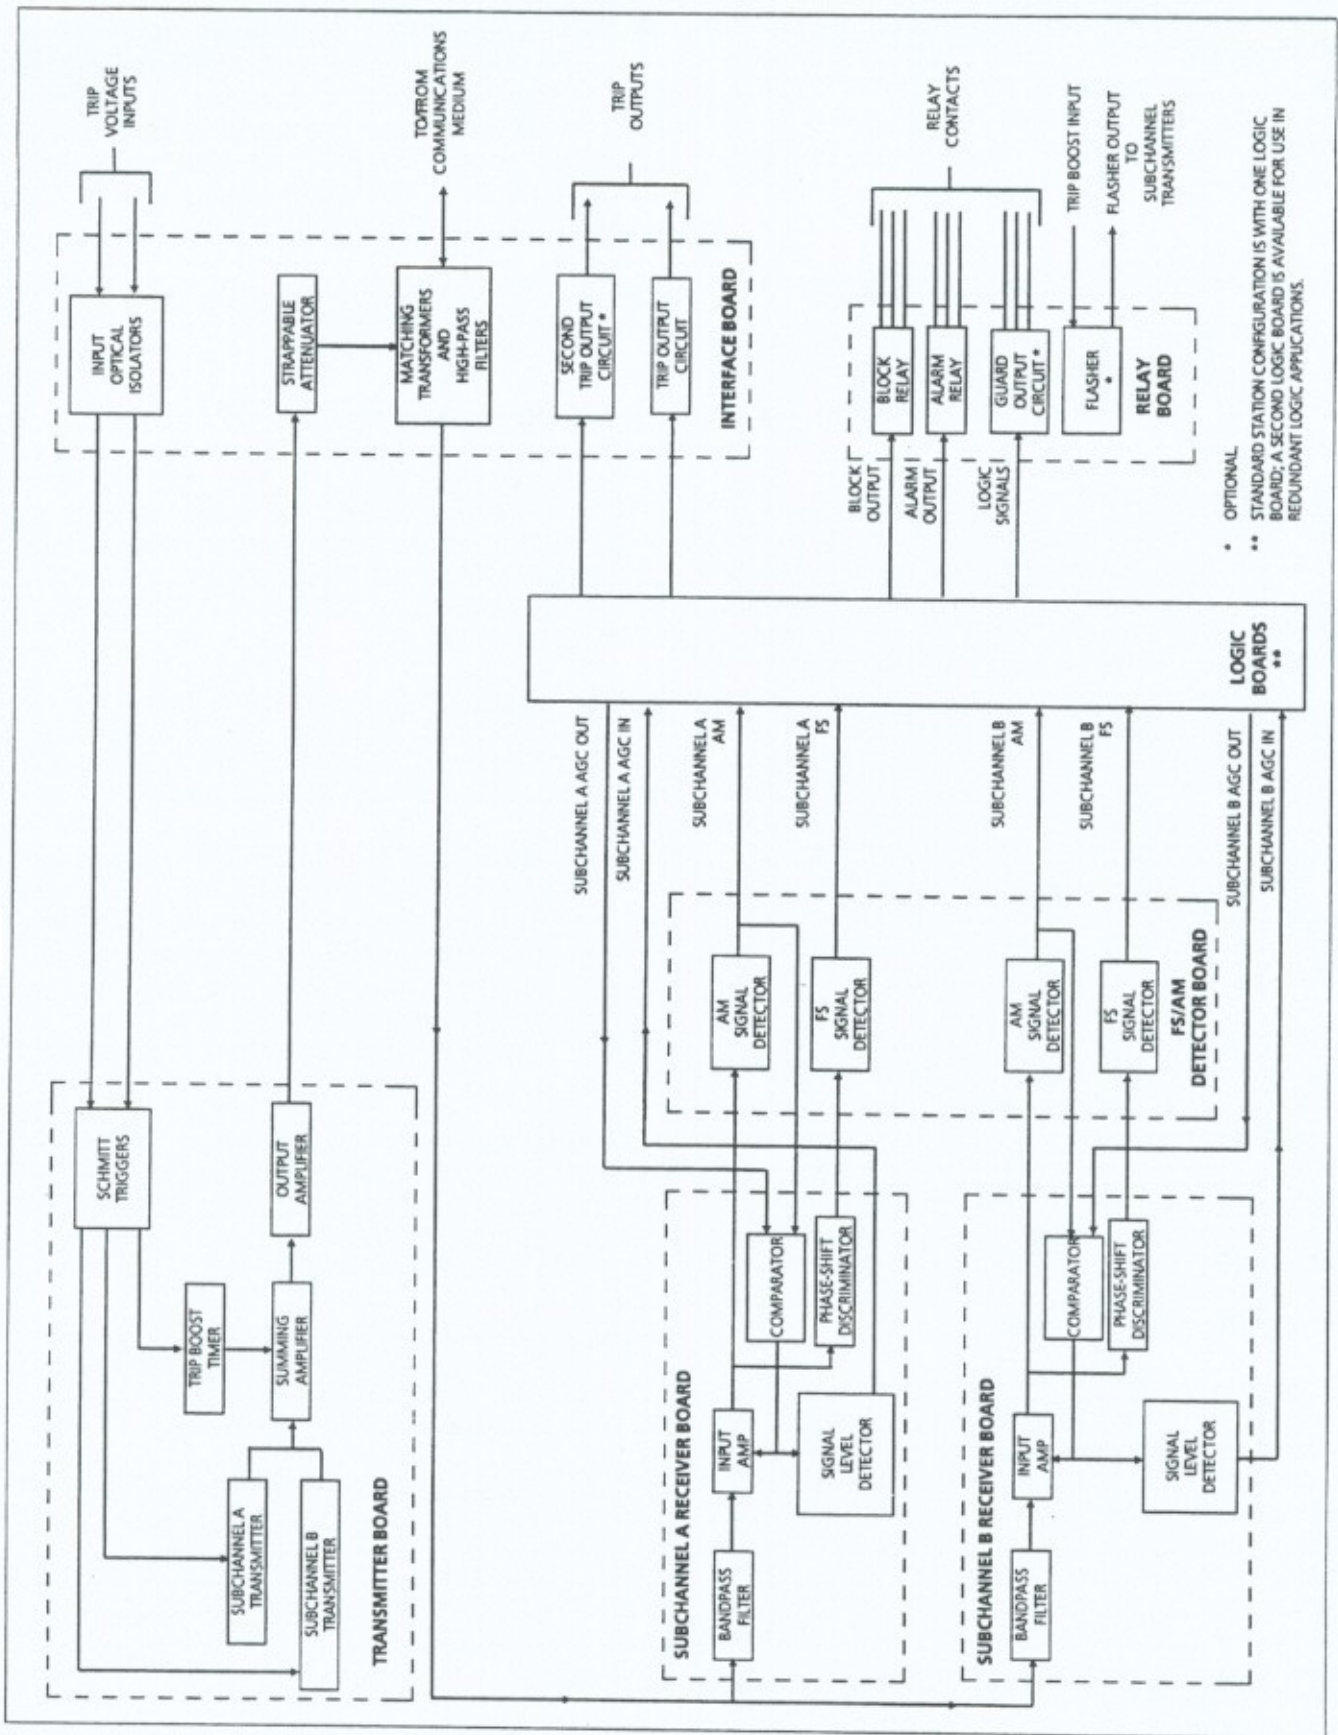 TRIP
VOLTAGE
INPUTS
TO/FROM
COMMUNICATIONS
MEDIUM
TRIP
OUTPUTS
RELAY
CONTACTS
TRIP BOOST INPUT
FLASHER OUTPUT
TO
SUBCHANNEL
TRANSMITTERS
INPUT
OPTICAL
ISOLATORS
STRAPPABLE
ATTENUATOR
MATCHING
TRANSFORMERS
AND
HIGH-PASS
FILTERS
SECOND
TRIP OUTPUT
CIRCUIT *
TRIP OUTPUT
CIRCUIT
INTERFACE BOARD
BLOCK
RELAY
ALARM
RELAY
GUARD
OUTPUT
CIRCUIT *
FLASHER
*
RELAY
BOARD
BLOCK
OUTPUT
ALARM
OUTPUT
LOGIC
SIGNALS
* OPTIONAL
** STANDARD STATION CONFIGURATION IS WITH ONE LOGIC
BOARD; A SECOND LOGIC BOARD IS AVAILABLE FOR USE IN
REDUNDANT LOGIC APPLICATIONS.
LOGIC
BOARDS
**
SUBCHANNEL A AGC OUT
SUBCHANNEL A AGC IN
SUBCHANNEL A
AM
SUBCHANNEL A
FS
SUBCHANNEL B
AM
SUBCHANNEL B
FS
SUBCHANNEL B AGC OUT
SUBCHANNEL B AGC IN
AM
SIGNAL
DETECTOR
FS
SIGNAL
DETECTOR
AM
SIGNAL
DETECTOR
FS
SIGNAL
DETECTOR
FS/AM
DETECTOR BOARD
SCHMITT
TRIGGERS
OUTPUT
AMPLIFIER
TRIP BOOST
TIMER
SUMMING
AMPLIFIER
SUBCHANNEL A
TRANSMITTER
SUBCHANNEL B
TRANSMITTER
TRANSMITTER BOARD
SUBCHANNEL A RECEIVER BOARD
COMPARATOR
PHASE-SHIFT
DISCRIMINATOR
INPUT
AMP
SIGNAL
LEVEL
DETECTOR
BANDPASS
FILTER
SUBCHANNEL B RECEIVER BOARD
COMPARATOR
PHASE-SHIFT
DISCRIMINATOR
INPUT
AMP
SIGNAL
LEVEL
DETECTOR
BANDPASS
FILTER